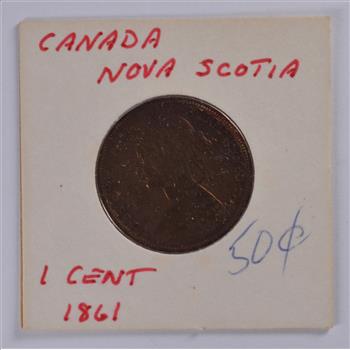 CANADA
NOVA SCOTIA
50¢
1 CENT
1861